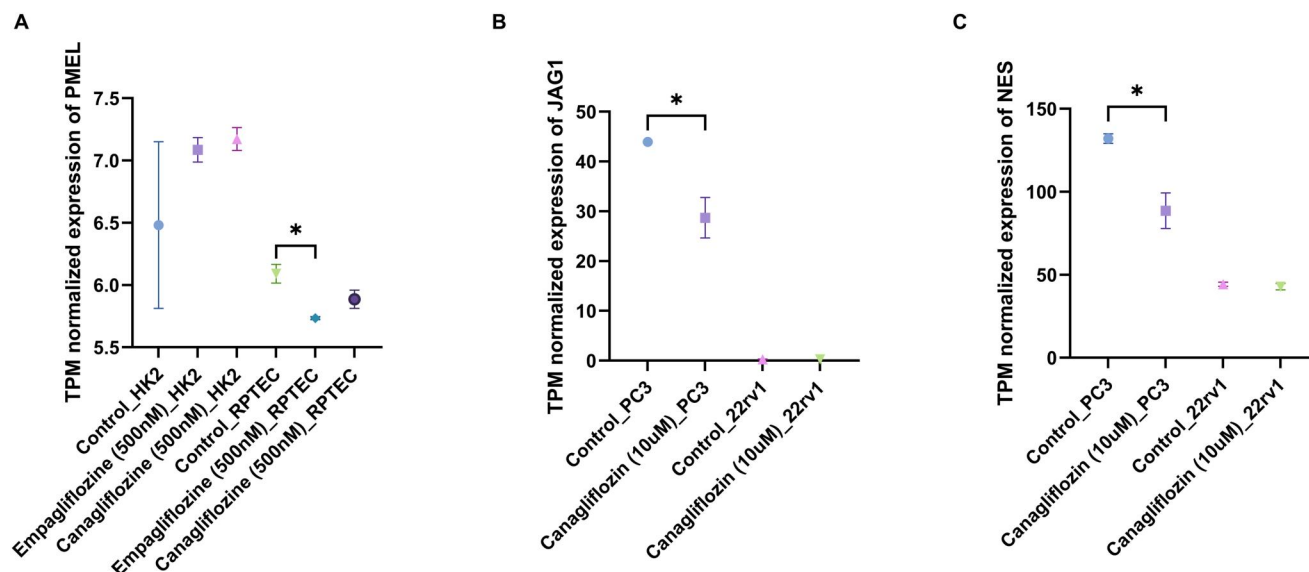 A
TPM normalized expression of PMEL
7.5
7.0
6.5
6.0
5.5
*
Control_HK2
Empagliflozine (500nM)_HK2
Canagliflozine (500nM)_HK2
Control_RPTEC
Empagliflozine (500nM)_RPTEC
Canagliflozine (500nM)_RPTEC
B
TPM normalized expression of JAG1
50
40
30
20
10
0
*
Control_PC3
Canagliflozin (10uM)_PC3
Control_22rv1
Canagliflozin (10uM)_22rv1
C
TPM normalized expression of NES
150
100
50
0
*
Control_PC3
Canagliflozin (10uM)_PC3
Control_22rv1
Canagliflozin (10uM)_22rv1